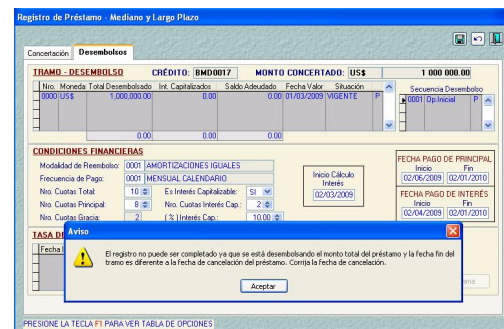 Registro de Préstamo - Mediano y Largo Plazo
Concertación Desembolsos
TRAMO - DESEMBOLSO CRÉDITO: BMD0017 MONTO CONCERTADO: US$ 1 000 000.00
Nro. Moneda Total Desembolsado Int. Capitalizados Saldo Adeudado Fecha Valor Situación
0000 US$ 1,000,000.00 0.00 0.00 01/03/2009 VIGENTE P
0.00 0.00 0.00
Secuencia Desembolso
0001 Op.Inicial P
CONDICIONES FINANCIERAS
Modalidad de Reembolso: 0001 AMORTIZACIONES IGUALES
Frecuencia de Pago: 0001 MENSUAL CALENDARIO
Nro. Cuotas Total: 10 Es Interés Capitalizable: SI
Nro. Cuotas Principal: 8 Nro. Cuotas Interés Cap.: 2
Nro. Cuotas Gracia: 2 ( % ) Interés Cap.: 10.00
Inicio Cálculo
Interés
02/03/2009
FECHA PAGO DE PRINCIPAL
Inicio Fin
02/06/2009 02/01/2010
FECHA PAGO DE INTERÉS
Inicio Fin
02/04/2009 02/01/2010
TASA DE
Fecha
Aviso
El registro no puede ser completado ya que se está desembolsando el monto total del préstamo y la fecha fin del
tramo es diferente a la fecha de cancelación del préstamo. Corrija la fecha de cancelación.
Aceptar
PRESIONE LA TECLA F1 PARA VER TABLA DE OPCIONES